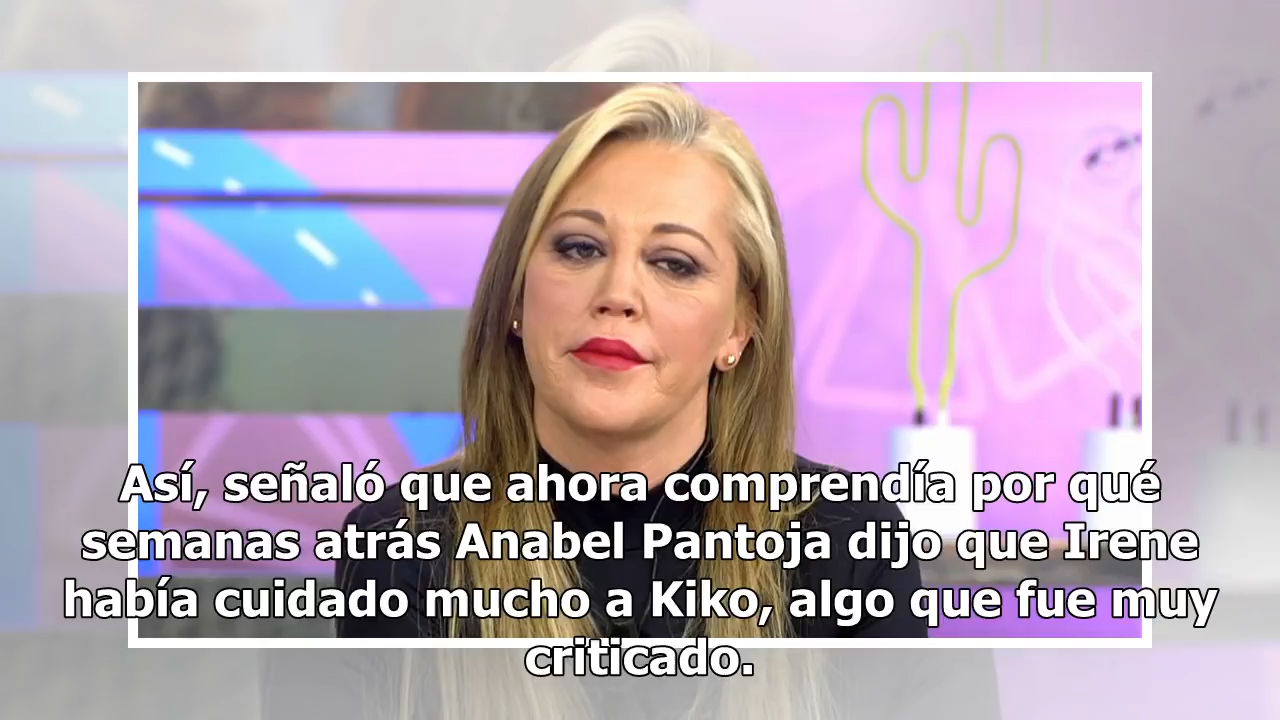 Así, señaló que ahora comprendía por qué
semanas atrás Anabel Pantoja dijo que Irene
había cuidado mucho a Kiko, algo que fue muy
criticado.